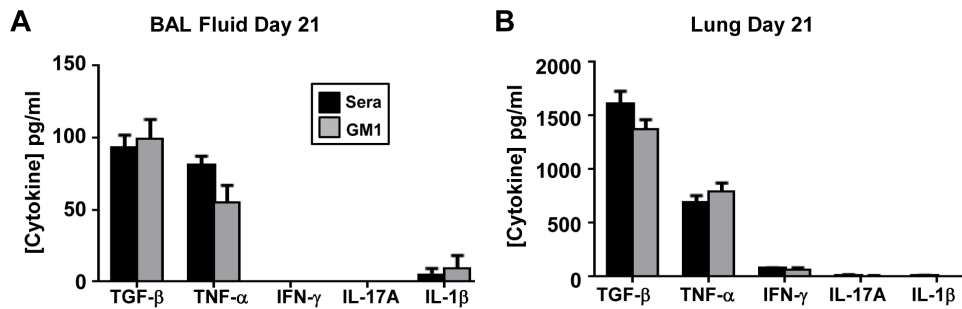 A
BAL Fluid Day 21
[Cytokine] pg/ml
150
100
50
0
Sera
GM1
TGF-β
TNF-α
IFN-γ
IL-17A
IL-1β
B
Lung Day 21
[Cytokine] pg/ml
2000
1500
1000
500
0
TGF-β
TNF-α
IFN-γ
IL-17A
IL-1β